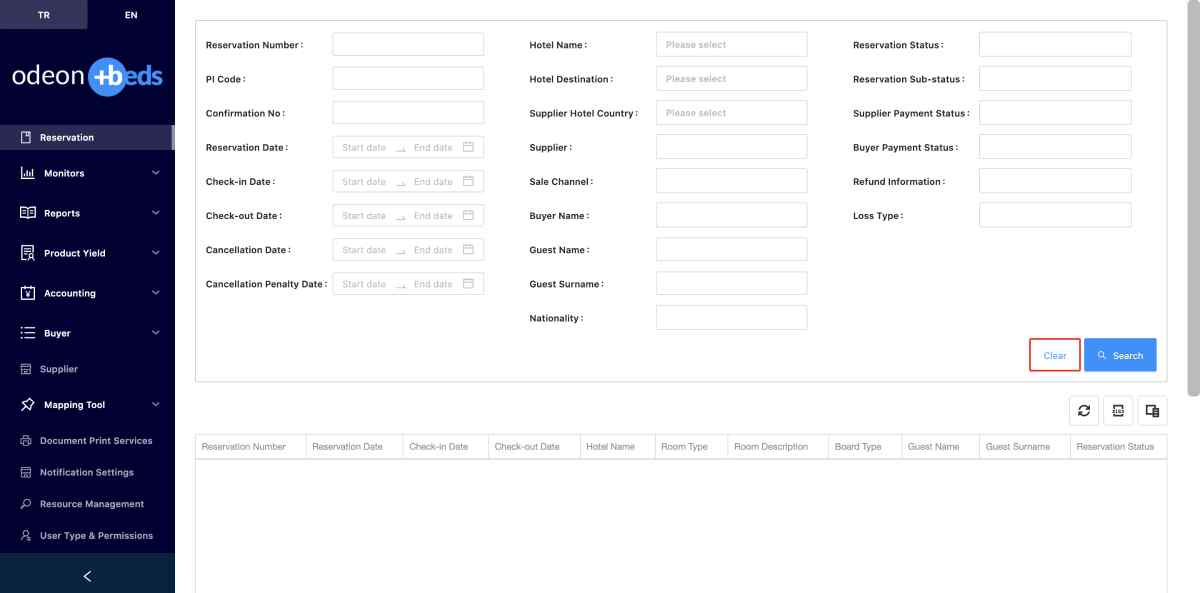 TR
EN
odeon +beds
Reservation
Monitors
Reports
Product Yield
Accounting
Buyer
Supplier
Mapping Tool
Document Print Services
Notification Settings
Resource Management
User Type & Permissions
Reservation Number :
PI Code :
Confirmation No :
Reservation Date : Start date End date
Check-in Date : Start date End date
Check-out Date : Start date End date
Cancellation Date : Start date End date
Cancellation Penalty Date : Start date End date
Hotel Name : Please select
Hotel Destination : Please select
Supplier Hotel Country : Please select
Supplier :
Sale Channel :
Buyer Name :
Guest Name :
Guest Surname :
Nationality :
Reservation Status :
Reservation Sub-status :
Supplier Payment Status :
Buyer Payment Status :
Refund Information :
Loss Type :
Clear Search
Reservation Number Reservation Date Check-in Date Check-out Date Hotel Name Room Type Room Description Board Type Guest Name Guest Surname Reservation Status